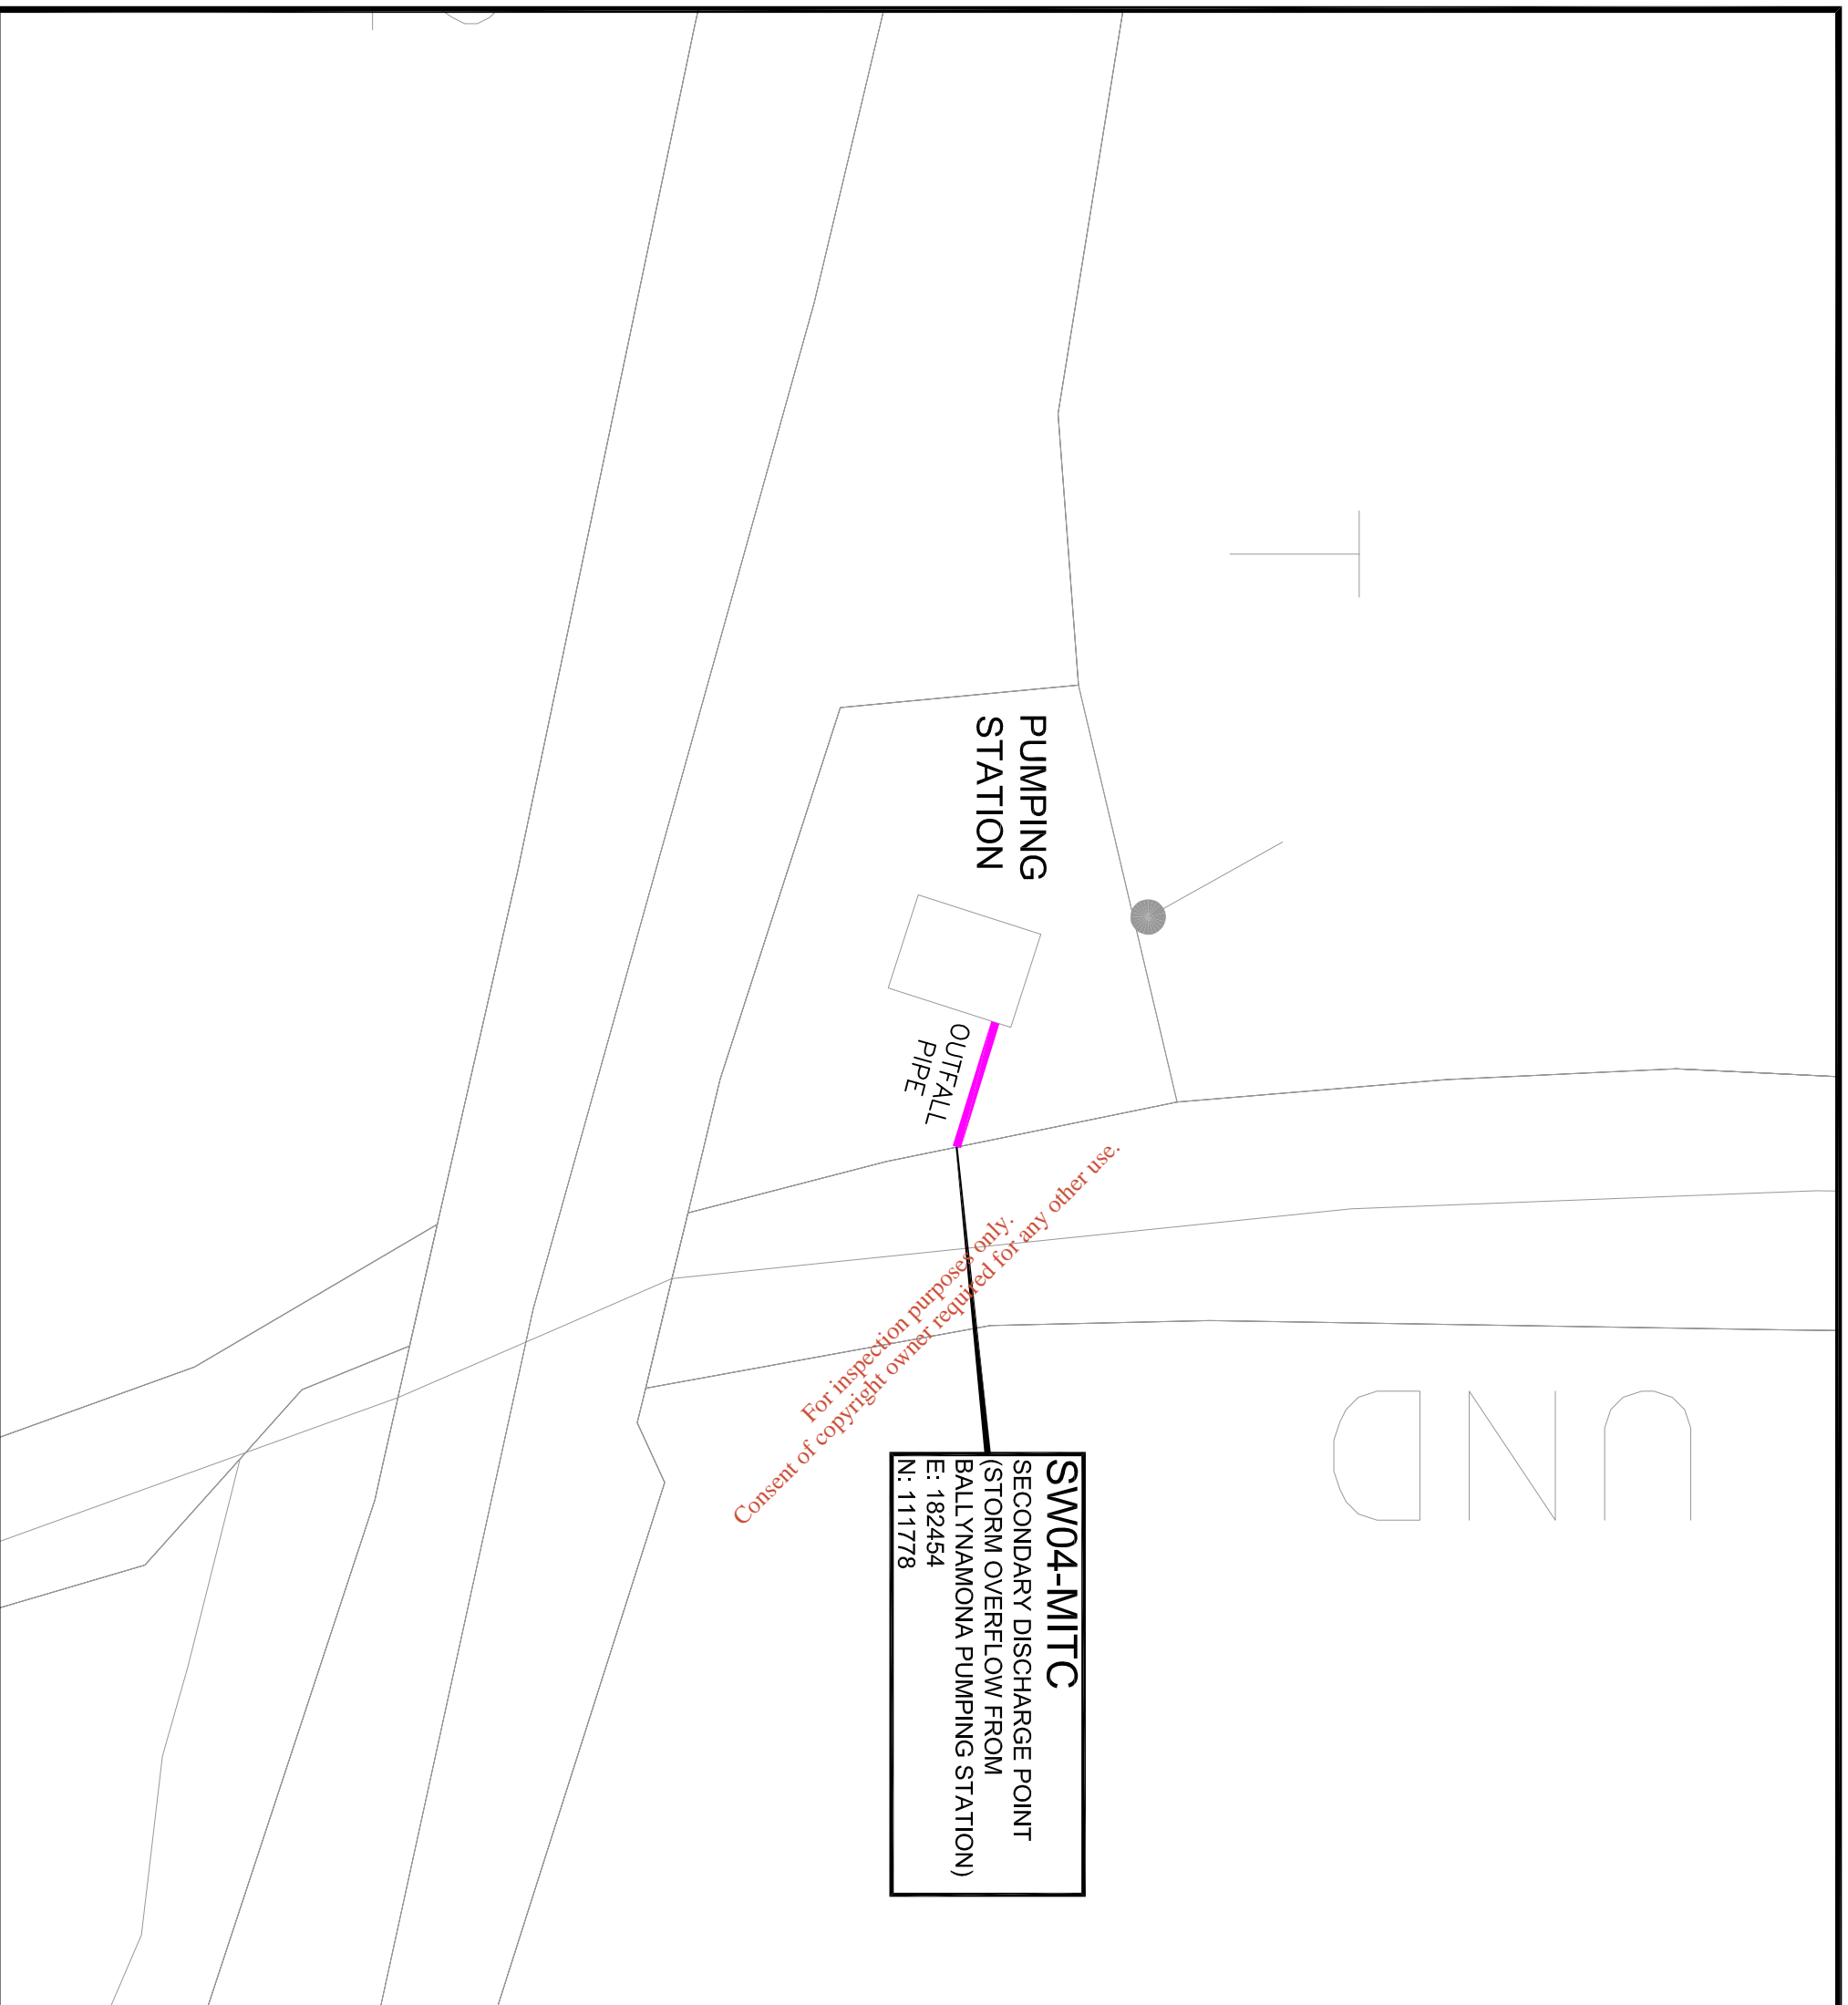 PUMPING
STATION
OUTFALL
PIPE
SW04-MITC
SECONDARY DISCHARGE POINT
(STORM OVERFLOW FROM
BALLYNAMONA PUMPING STATION)
E: 182454
N: 111778
For inspection purposes only.
Consent of copyright owner required for any other use.
T
UND